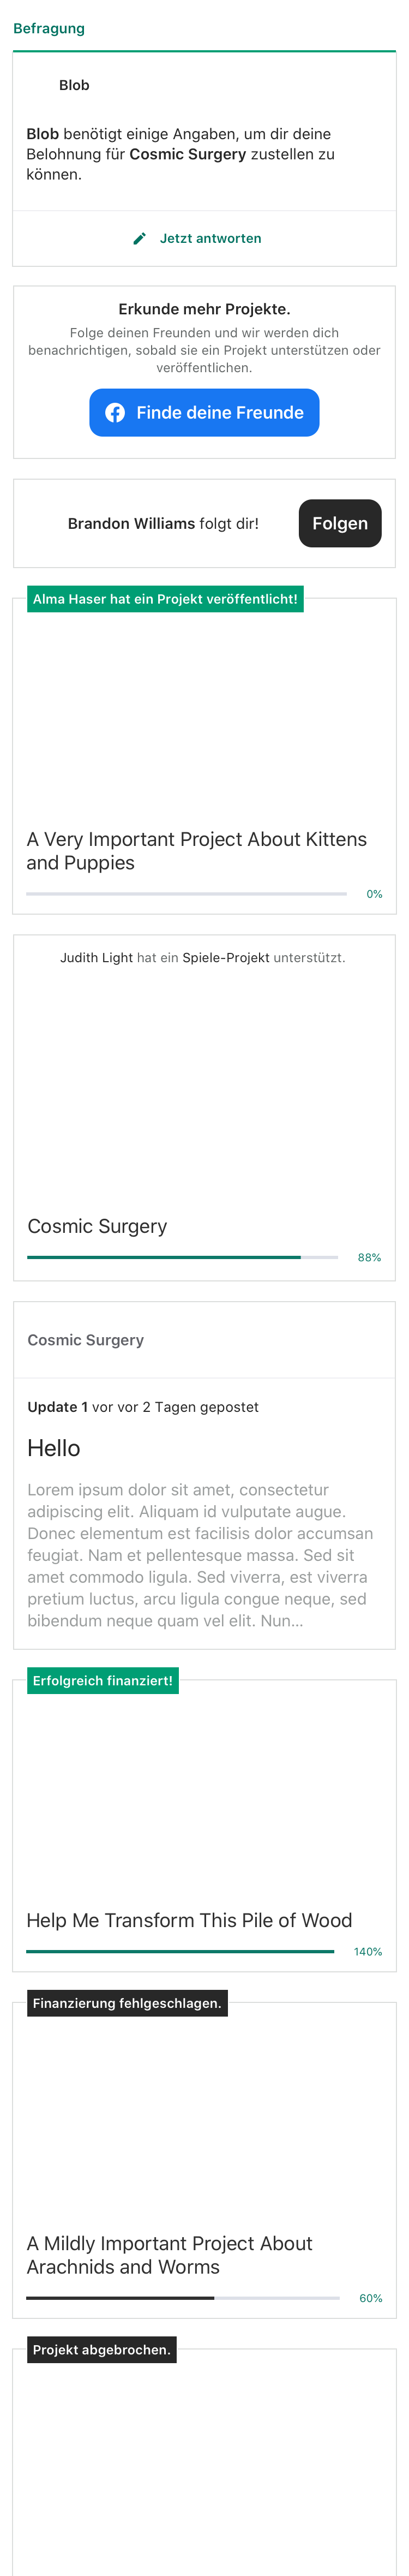 Befragung
Blob
Blob benötigt einige Angaben, um dir deine
Belohnung für Cosmic Surgery zustellen zu
können.
Jetzt antworten
Erkunde mehr Projekte.
Folge deinen Freunden und wir werden dich
benachrichtigen, sobald sie ein Projekt unterstützen oder
veröffentlichen.
Finde deine Freunde
Brandon Williams folgt dir!
Folgen
Alma Haser hat ein Projekt veröffentlicht!
A Very Important Project About Kittens
and Puppies
0%
Judith Light hat ein Spiele-Projekt unterstützt.
Cosmic Surgery
88%
Cosmic Surgery
Update 1 vor vor 2 Tagen gepostet
Hello
Lorem ipsum dolor sit amet, consectetur
adipiscing elit. Aliquam id vulputate augue.
Donec elementum est facilisis dolor accumsan
feugiat. Nam et pellentesque massa. Sed sit
amet commodo ligula. Sed viverra, est viverra
pretium luctus, arcu ligula congue neque, sed
bibendum neque quam vel elit. Nun...
Erfolgreich finanziert!
Help Me Transform This Pile of Wood
140%
Finanzierung fehlgeschlagen.
A Mildly Important Project About
Arachnids and Worms
60%
Projekt abgebrochen.